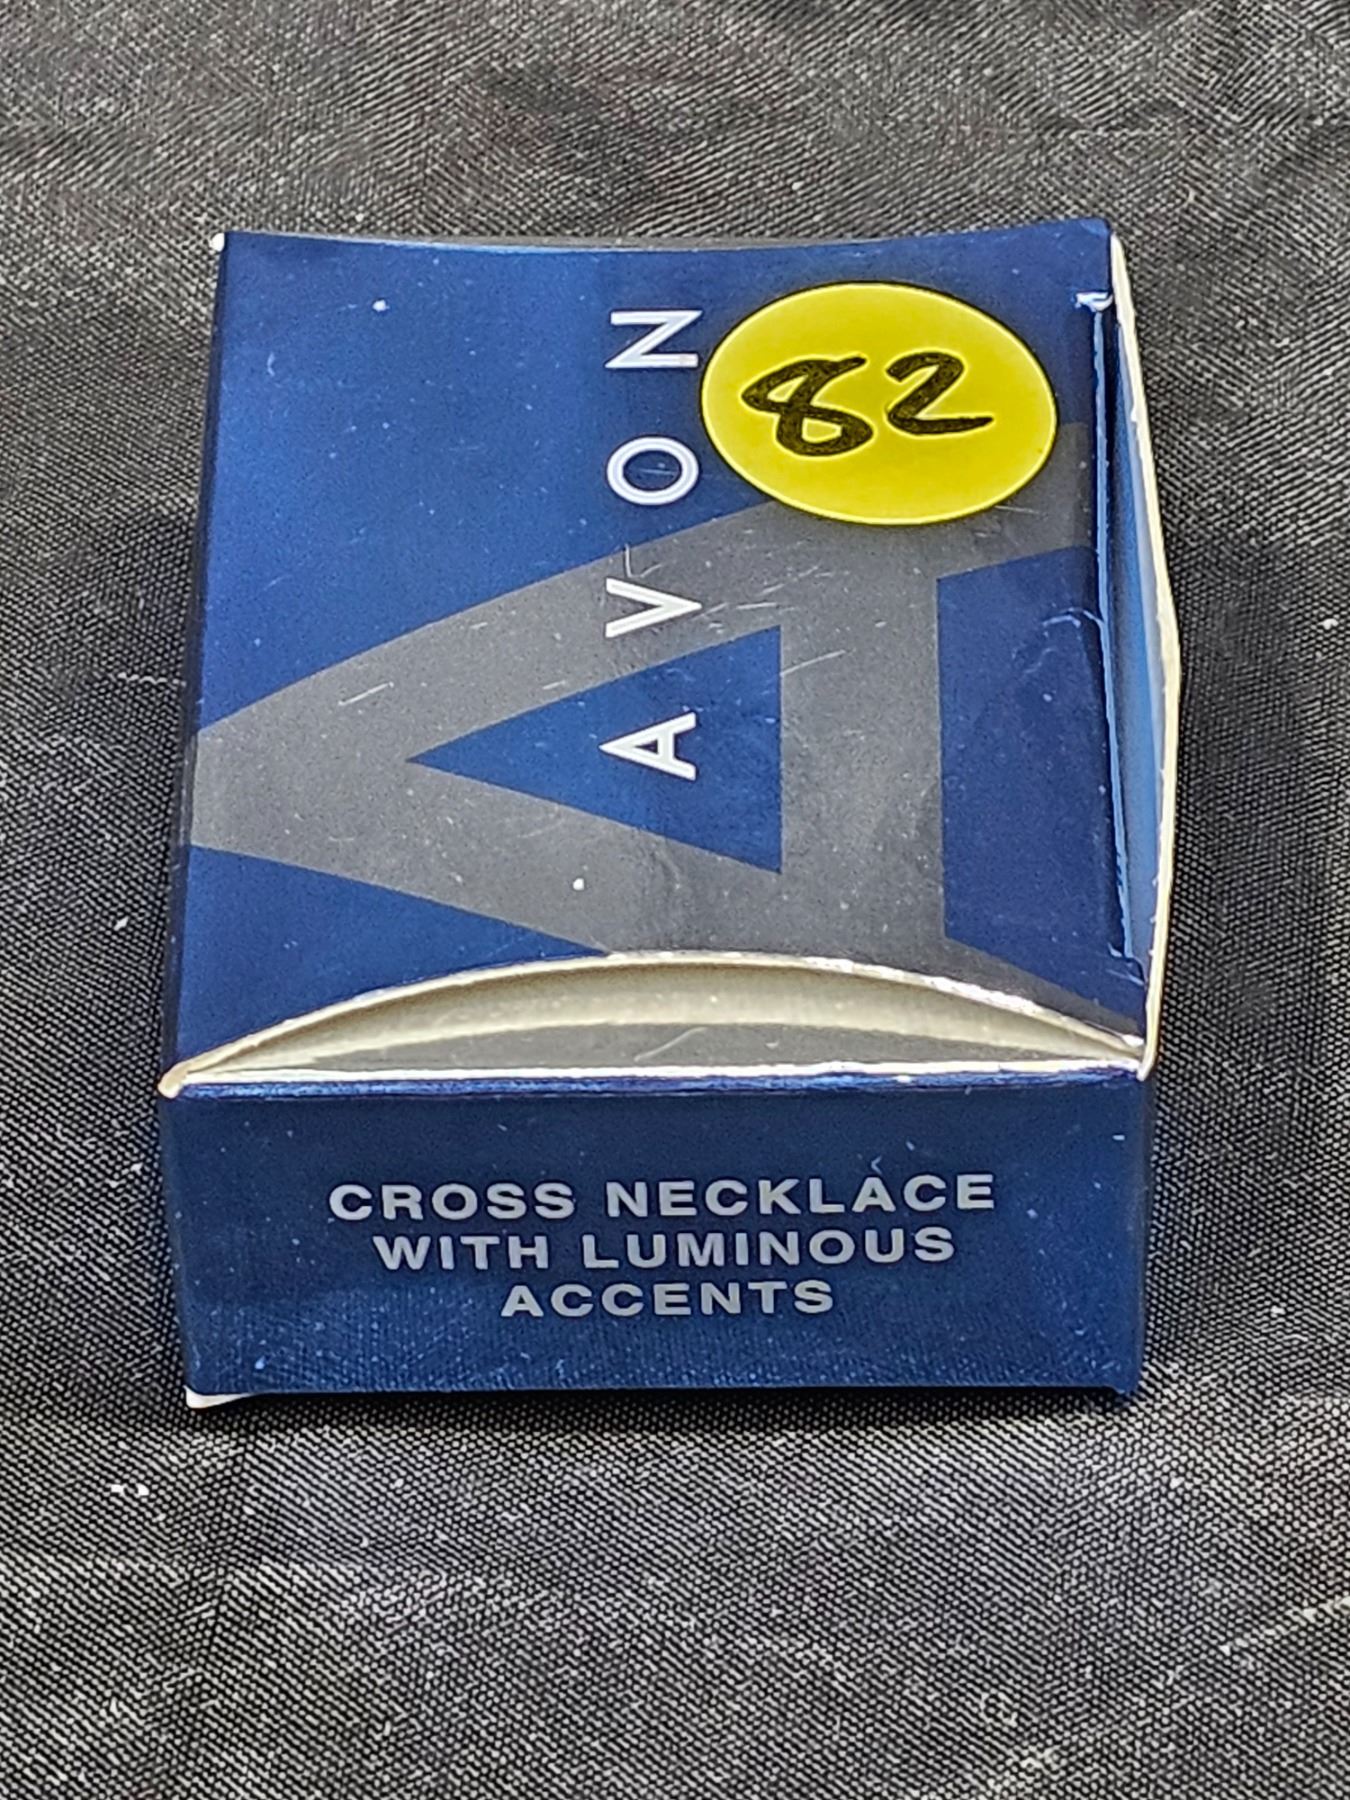 AVON
82
CROSS NECKLACE
WITH LUMINOUS
ACCENTS